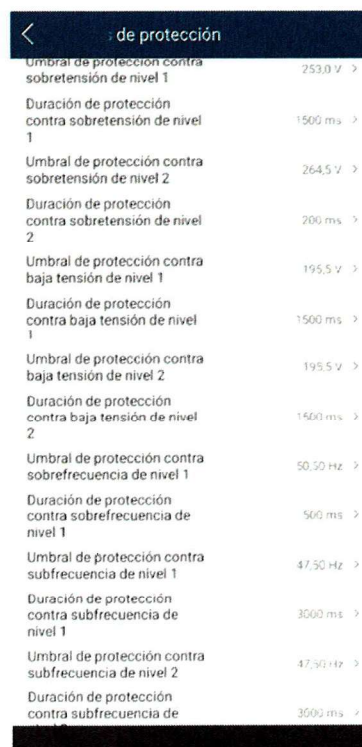 de protección
Umbral de protección contra
sobretensión de nivel 1
253,0 V
Duración de protección
contra sobretensión de nivel
1
1500 ms
Umbral de protección contra
sobretensión de nivel 2
264,5 V
Duración de protección
contra sobretensión de nivel
2
200 ms
Umbral de protección contra
baja tensión de nivel 1
195,5 V
Duración de protección
contra baja tensión de nivel
1
1500 ms
Umbral de protección contra
baja tensión de nivel 2
195,5 V
Duración de protección
contra baja tensión de nivel
2
1500 ms
Umbral de protección contra
sobrefrecuencia de nivel 1
50,50 Hz
Duración de protección
contra sobrefrecuencia de
nivel 1
500 ms
Umbral de protección contra
subfrecuencia de nivel 1
47,50 Hz
Duración de protección
contra subfrecuencia de
nivel 1
3000 ms
Umbral de protección contra
subfrecuencia de nivel 2
47,50 Hz
Duración de protección
contra subfrecuencia de
3000 ms